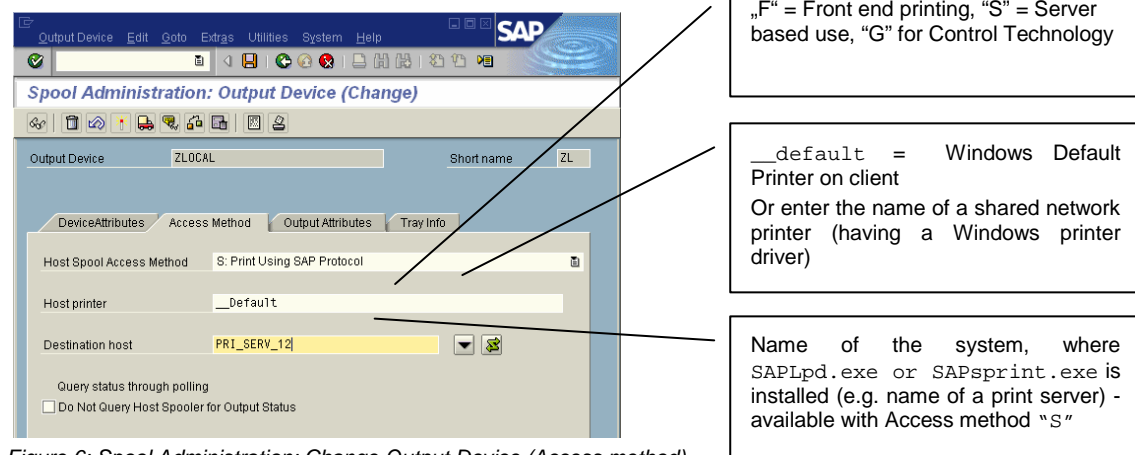 Output Device Edit Goto Extras Utilities System Help
SAP
Spool Administration: Output Device (Change)
Output Device ZLOCAL Short name ZL
DeviceAttributes Access Method Output Attributes Tray Info
Host Spool Access Method S: Print Using SAP Protocol
Host printer __Default
Destination host PRI_SERV_12
Query status through polling
Do Not Query Host Spooler for Output Status
„F“ = Front end printing, “S” = Server
based use, “G” for Control Technology
__default = Windows Default
Printer on client
Or enter the name of a shared network
printer (having a Windows printer
driver)
Name of the system, where
SAPLpd.exe or SAPsprint.exe is
installed (e.g. name of a print server) -
available with Access method “S”
Figure 6: Spool Administration: Change Output Device (Access method)